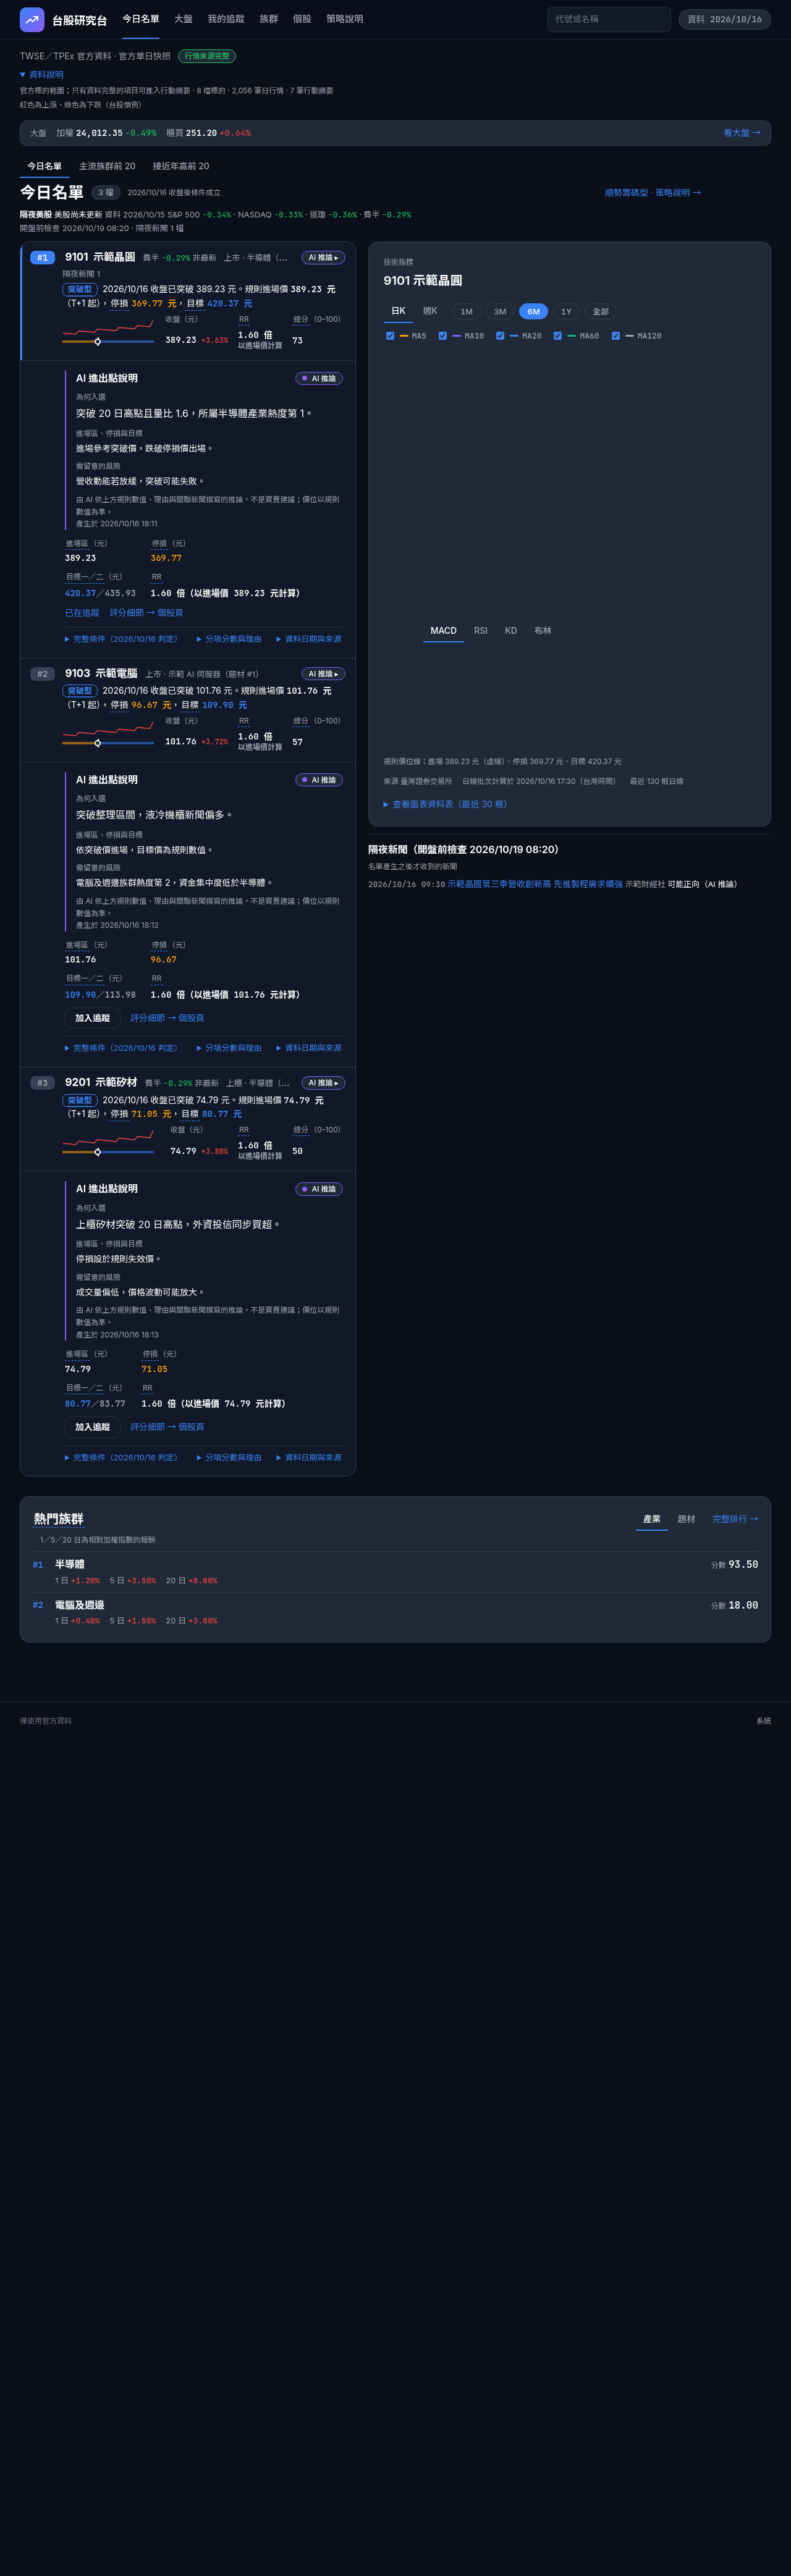 台股研究台 今日名單 大盤 我的追蹤 族群 個股 策略說明 代號或名稱 資料 2026/10/16
TWSE／TPEx 官方資料 · 官方單日快照 行情來源完整
▼ 資料說明
官方標的範圍；只有資料完整的項目可進入行動摘要 · 8 檔標的 · 2,056 筆日行情 · 7 筆行動摘要
紅色為上漲、綠色為下跌（台股慣例）
大盤 加權 24,012.35 -0.49% 櫃買 251.20 +0.64% 看大盤 →
今日名單 主流族群前 20 接近年高前 20
今日名單 3 檔 2026/10/16 收盤後條件成立 順勢籌碼型 · 策略說明 →
隔夜美股 美股尚未更新 資料 2026/10/15 S&P 500 -0.34% · NASDAQ -0.33% · 道瓊 -0.36% · 費半 -0.29%
開盤前檢查 2026/10/19 08:20 · 隔夜新聞 1 檔
#1 9101 示範晶圓 費半 -0.29% 非最新 上市 · 半導體（… AI 推論 ▸
隔夜新聞 1
突破型 2026/10/16 收盤已突破 389.23 元。規則進場價 389.23 元
（T+1 起），停損 369.77 元，目標 420.37 元
收盤（元） RR 總分（0–100）
389.23 +3.63% 1.60 倍 73
以進場價計算
AI 進出點說明 AI 推論
為何入選
突破 20 日高點且量比 1.6，所屬半導體產業熱度第 1。
進場區、停損與目標
進場參考突破價，跌破停損價出場。
需留意的風險
營收動能若放緩，突破可能失敗。
由 AI 依上方規則數值、理由與關聯新聞撰寫的推論，不是買賣建議；價位以規則
數值為準。
產生於 2026/10/16 18:11
進場區（元） 停損（元）
389.23 369.77
目標一／二（元） RR
420.37／435.93 1.60 倍（以進場價 389.23 元計算）
已在追蹤 評分細節 → 個股頁
▶ 完整條件（2026/10/16 判定） ▶ 分項分數與理由 ▶ 資料日期與來源
#2 9103 示範電腦 上市 · 示範 AI 伺服器（題材 #1） AI 推論 ▸
突破型 2026/10/16 收盤已突破 101.76 元。規則進場價 101.76 元
（T+1 起），停損 96.67 元，目標 109.90 元
收盤（元） RR 總分（0–100）
101.76 +3.72% 1.60 倍 57
以進場價計算
AI 進出點說明 AI 推論
為何入選
突破整理區間，液冷機櫃新聞偏多。
進場區、停損與目標
依突破價進場，目標價為規則數值。
需留意的風險
電腦及週邊族群熱度第 2，資金集中度低於半導體。
由 AI 依上方規則數值、理由與關聯新聞撰寫的推論，不是買賣建議；價位以規則
數值為準。
產生於 2026/10/16 18:12
進場區（元） 停損（元）
101.76 96.67
目標一／二（元） RR
109.90／113.98 1.60 倍（以進場價 101.76 元計算）
加入追蹤 評分細節 → 個股頁
▶ 完整條件（2026/10/16 判定） ▶ 分項分數與理由 ▶ 資料日期與來源
#3 9201 示範矽材 費半 -0.29% 非最新 上櫃 · 半導體（… AI 推論 ▸
突破型 2026/10/16 收盤已突破 74.79 元。規則進場價 74.79 元
（T+1 起），停損 71.05 元，目標 80.77 元
收盤（元） RR 總分（0–100）
74.79 +3.80% 1.60 倍 50
以進場價計算
AI 進出點說明 AI 推論
為何入選
上櫃矽材突破 20 日高點，外資投信同步買超。
進場區、停損與目標
停損設於規則失效價。
需留意的風險
成交量偏低，價格波動可能放大。
由 AI 依上方規則數值、理由與關聯新聞撰寫的推論，不是買賣建議；價位以規則
數值為準。
產生於 2026/10/16 18:13
進場區（元） 停損（元）
74.79 71.05
目標一／二（元） RR
80.77／83.77 1.60 倍（以進場價 74.79 元計算）
加入追蹤 評分細節 → 個股頁
▶ 完整條件（2026/10/16 判定） ▶ 分項分數與理由 ▶ 資料日期與來源
技術指標
9101 示範晶圓
日K 週K 1M 3M 6M 1Y 全部
MA5 MA10 MA20 MA60 MA120
MACD RSI KD 布林
規則價位線：進場 389.23 元（虛線）、停損 369.77 元、目標 420.37 元
來源 臺灣證券交易所 日線批次計算於 2026/10/16 17:30（台灣時間） 最近 130 根日線
▶ 查看圖表資料表（最近 30 根）
隔夜新聞（開盤前檢查 2026/10/19 08:20）
名單產生之後才收到的新聞
2026/10/16 09:30 示範晶圓第三季營收創新高 先進製程需求續強 示範財經社 可能正向（AI 推論）
熱門族群 產業 題材 完整排行 →
1／5／20 日為相對加權指數的報酬
#1 半導體 分數 93.50
1 日 +1.20% 5 日 +3.50% 20 日 +8.00%
#2 電腦及週邊 分數 18.00
1 日 +0.40% 5 日 +1.50% 20 日 +3.00%
僅使用官方資料 系統